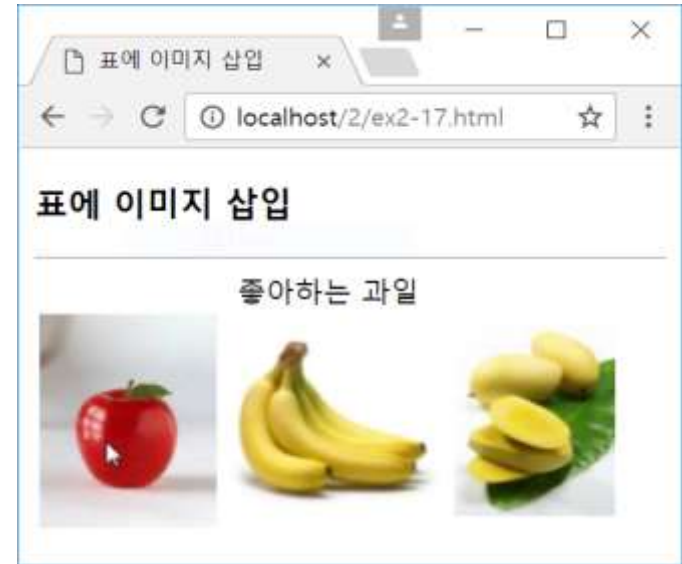 표에 이미지 삽입
localhost/2/ex2-17.html
표에 이미지 삽입
좋아하는 과일